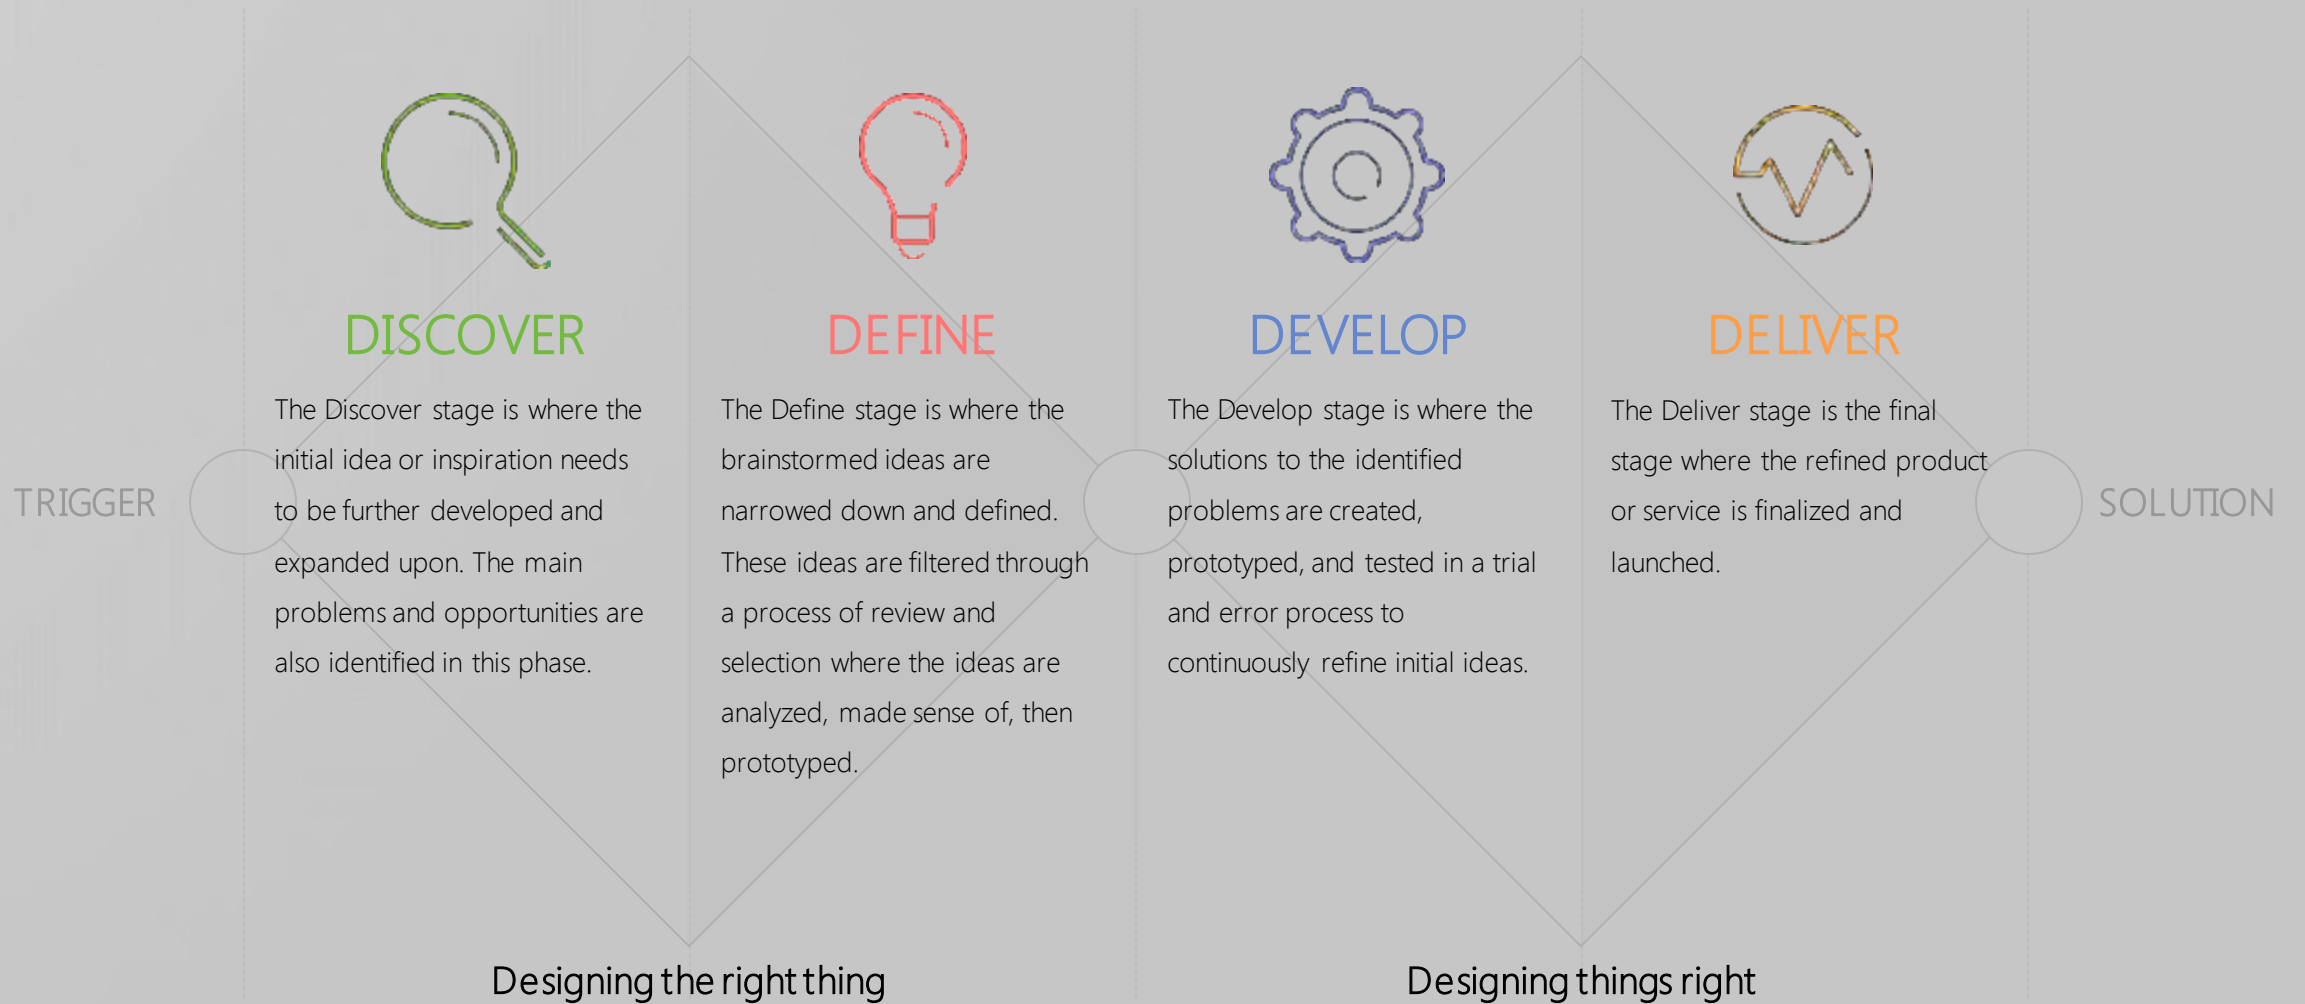 TRIGGER
DISCOVER
The Discover stage is where the
initial idea or inspiration needs
to be further developed and
expanded upon. The main
problems and opportunities are
also identified in this phase.
DEFINE
The Define stage is where the
brainstormed ideas are
narrowed down and defined.
These ideas are filtered through
a process of review and
selection where the ideas are
analyzed, made sense of, then
prototyped.
DEVELOP
The Develop stage is where the
solutions to the identified
problems are created,
prototyped, and tested in a trial
and error process to
continuously refine initial ideas.
DELIVER
The Deliver stage is the final
stage where the refined product
or service is finalized and
launched.
SOLUTION
Designing the right thing
Designing things right